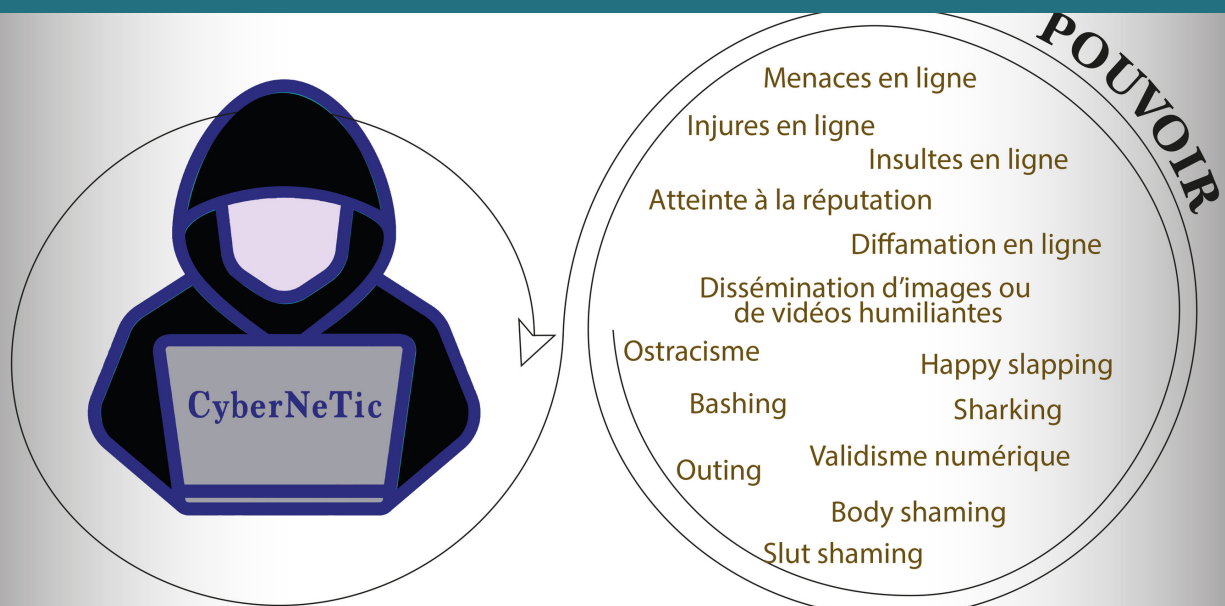 POUVOIR
Menaces en ligne
Injures en ligne
Insultes en ligne
Atteinte à la réputation
Diffamation en ligne
Dissémination d’images ou
de vidéos humiliantes
Ostracisme
Happy slapping
CyberNeTic
Bashing
Sharking
Validisme numérique
Outing
Body shaming
Slut shaming